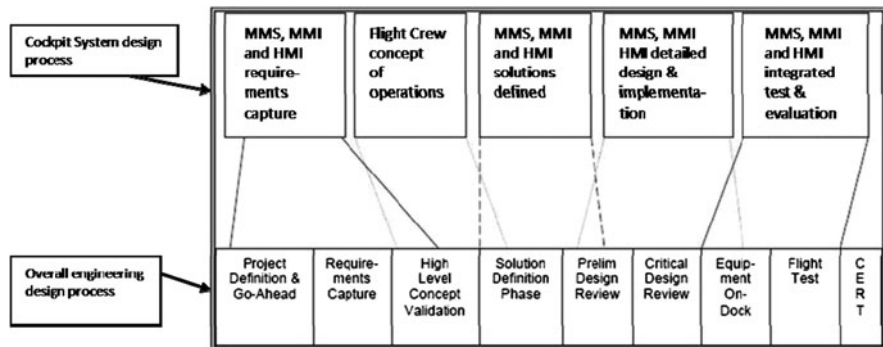 Cockpit System design
process
MMS, MMI
and HMI
require-
ments
capture
Flight Crew
concept
of
operations
MMS, MMI
and HMI
solutions
defined
MMS, MMI
HMI detailed
design &
implementa-
tion
MMS, MMI
and HMI
integrated
test &
evaluation
Overall engineering
design process
Project
Definition &
Go-Ahead
Require-
ments
Capture
High
Level
Concept
Validation
Solution
Definition
Phase
Prelim
Design
Review
Critical
Design
Review
Equip-
ment
On-
Dock
Flight
Test
C
E
R
T